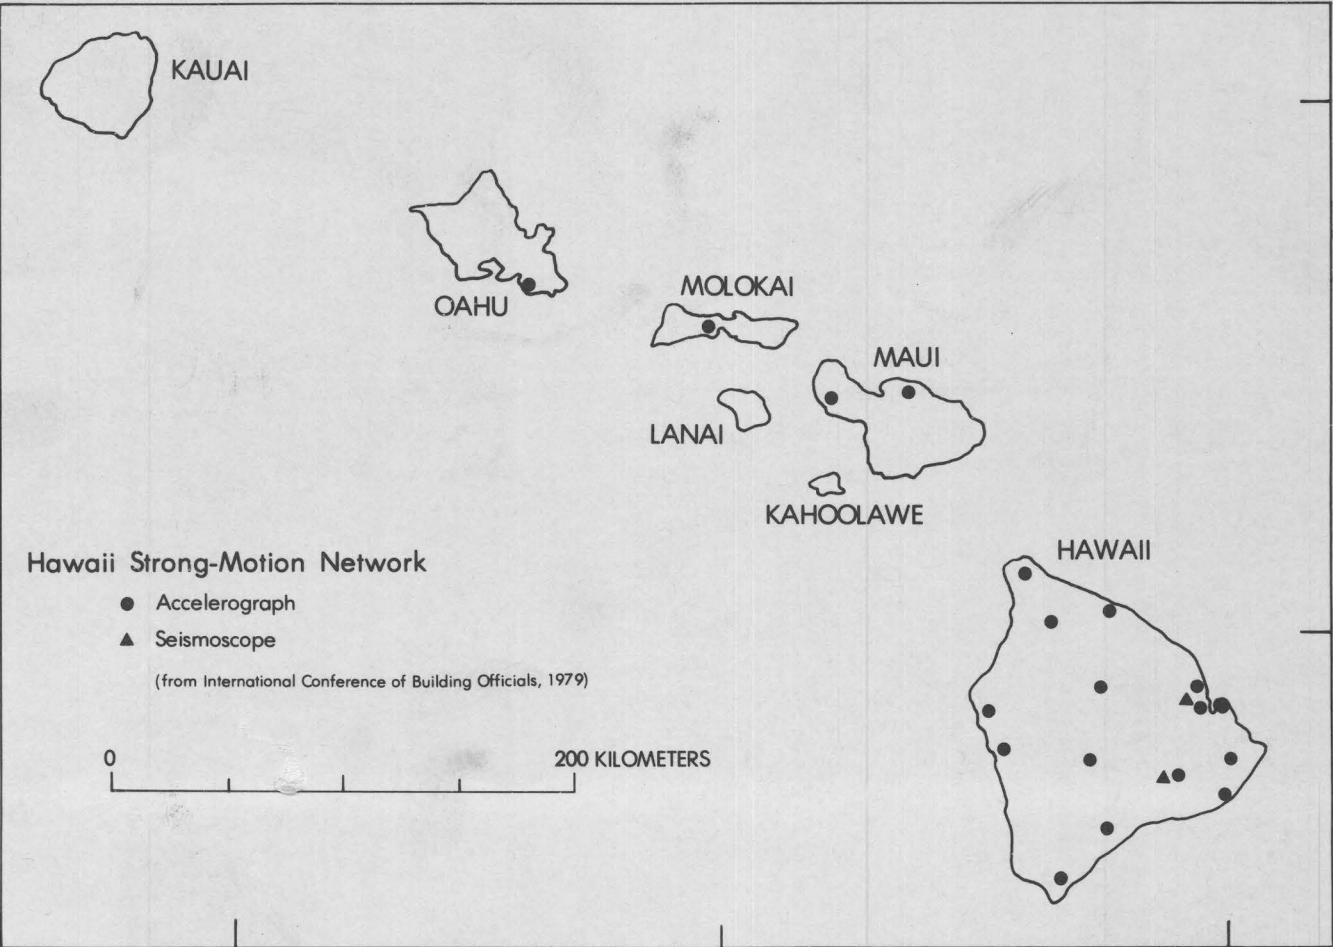 KAUAI
OAHU
MOLOKAI
MAUI
LANAI
KAHOOLAWE
HAWAII
Hawaii Strong-Motion Network
Accelerograph
Seismoscope
(from International Conference of Building Officials, 1979)
0
200 KILOMETERS